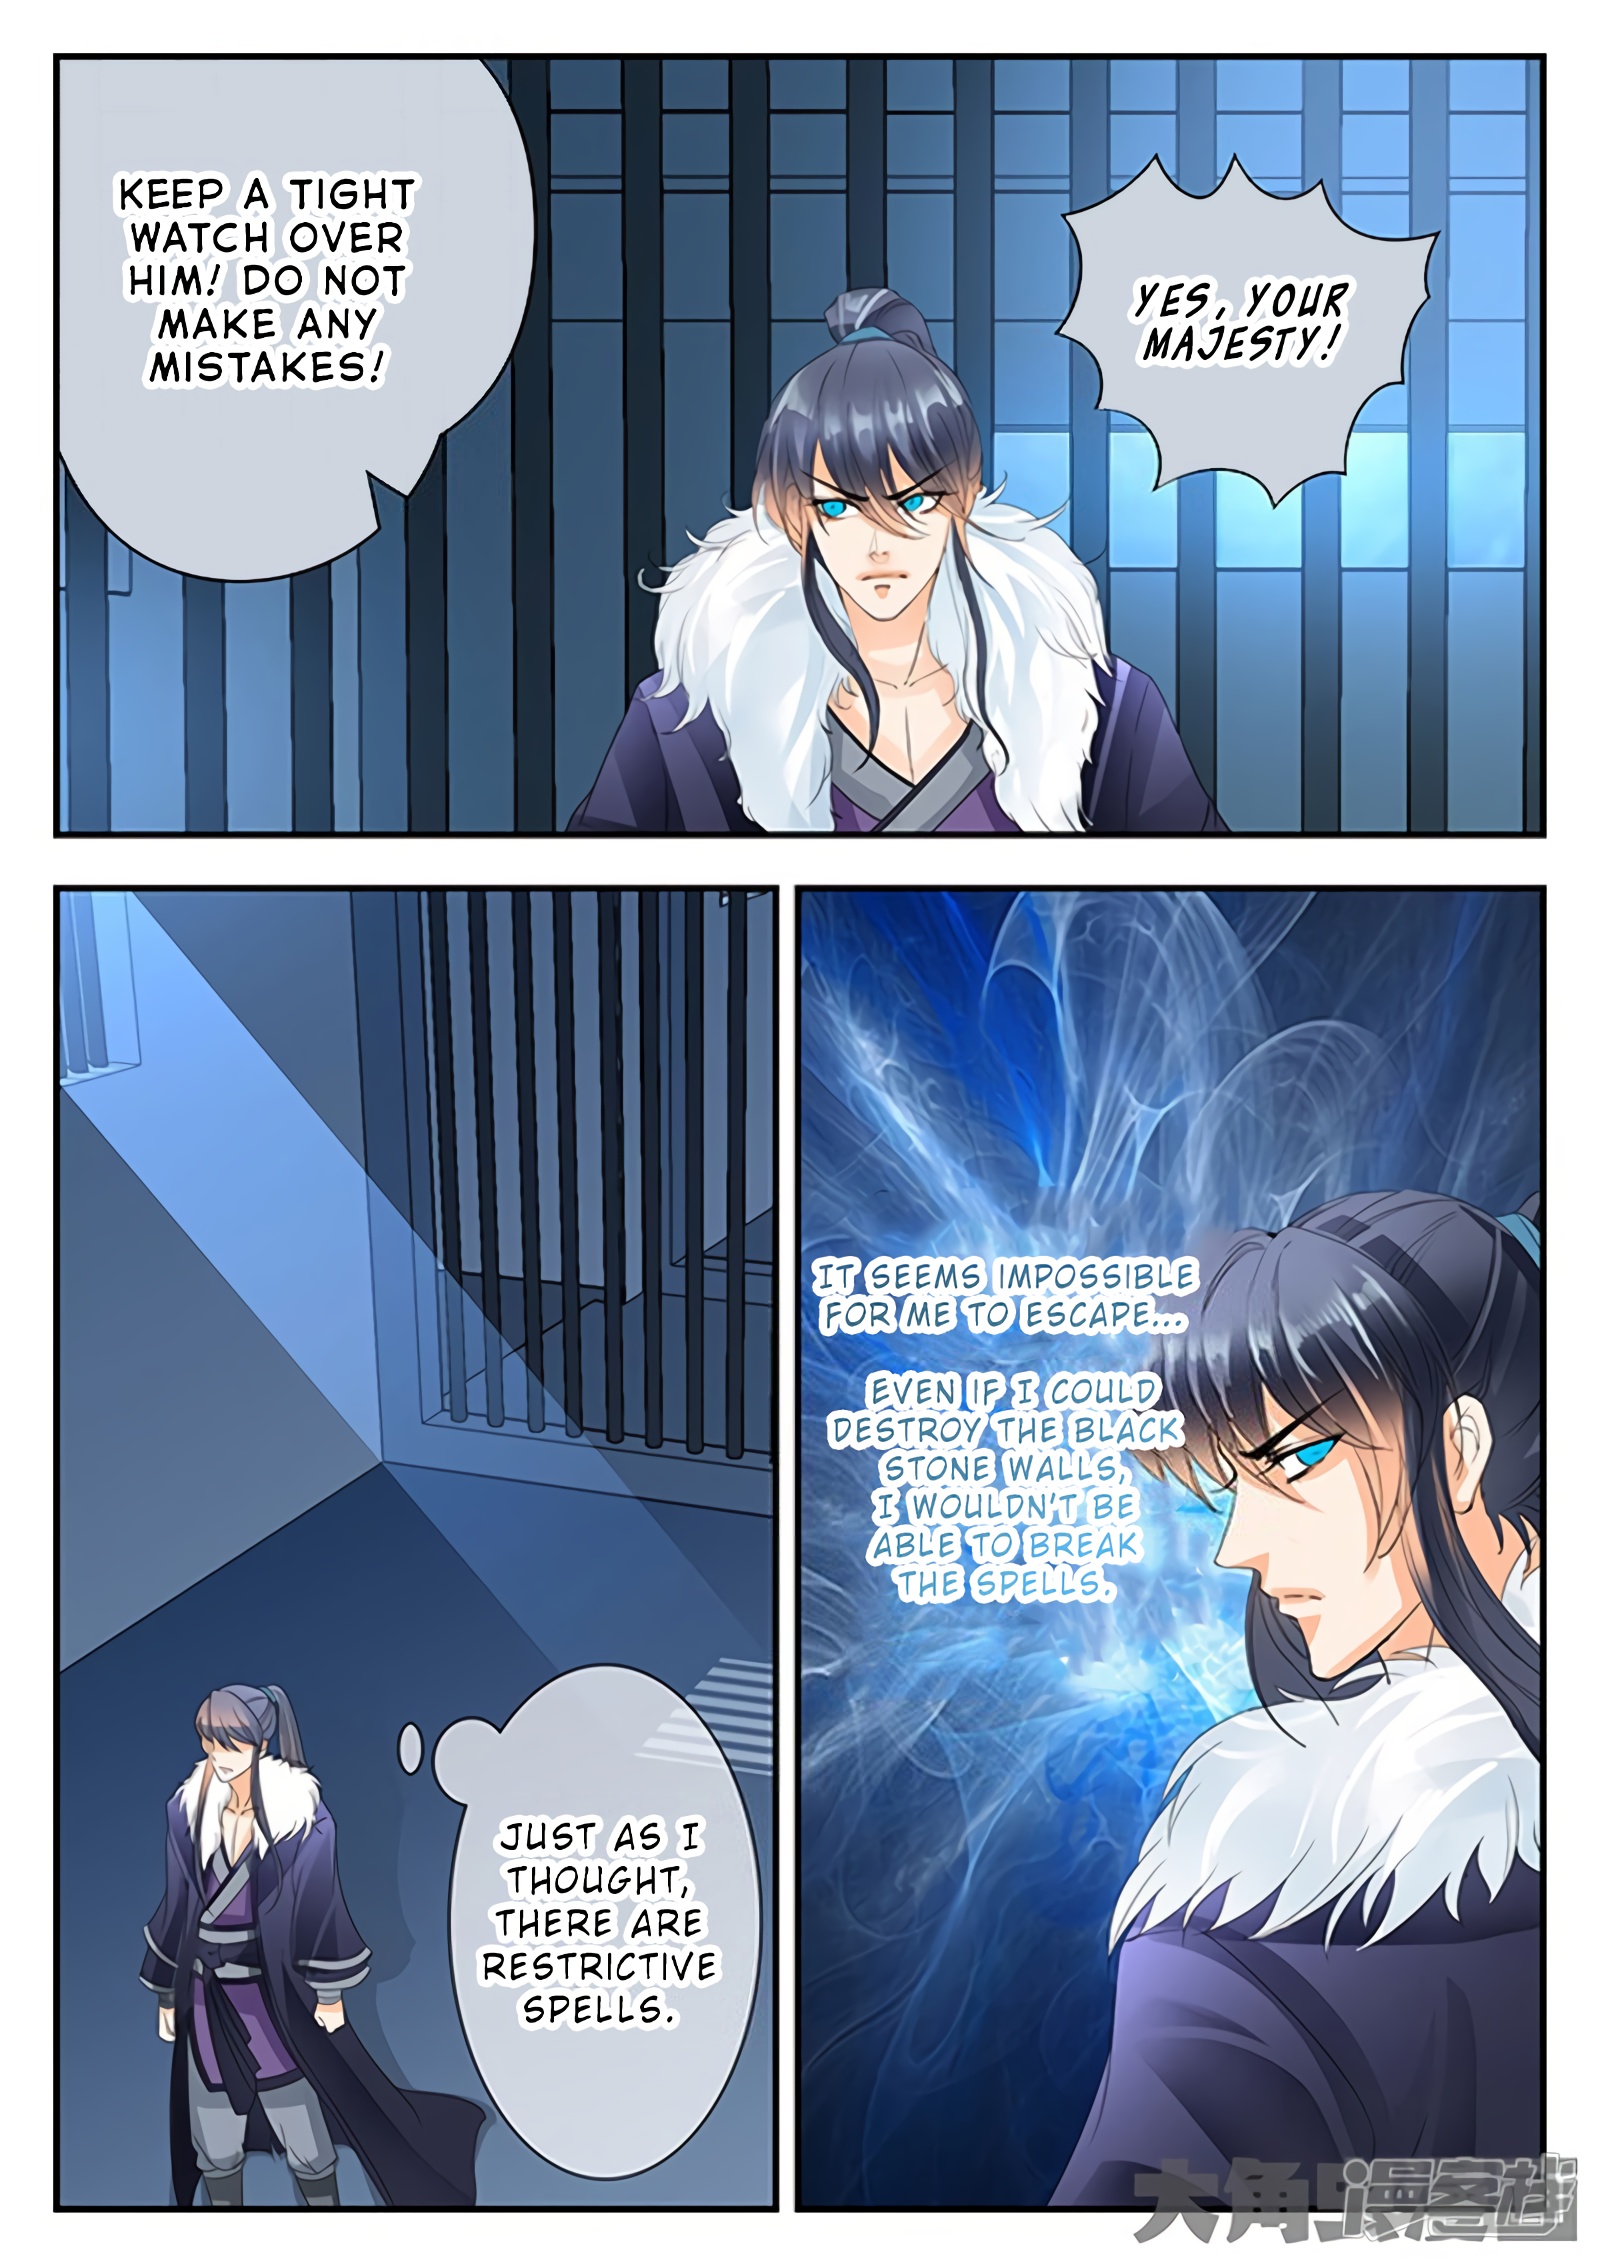 KEEP A TIGHT
WATCH OVER
HIM! DO NOT
MAKE ANY
MISTAKES!
YES, YOUR
MAJESTY!
JUST AS I
THOUGHT,
THERE ARE
RESTRICTIVE
SPELLS.
IT SEEMS IMPOSSIBLE
FOR ME TO ESCAPE...
EVEN IF I COULD
DESTROY THE BLACK
STONE WALLS,
I WOULDN'T BE
ABLE TO BREAK
THE SPELLS.
大角虫漫客栈